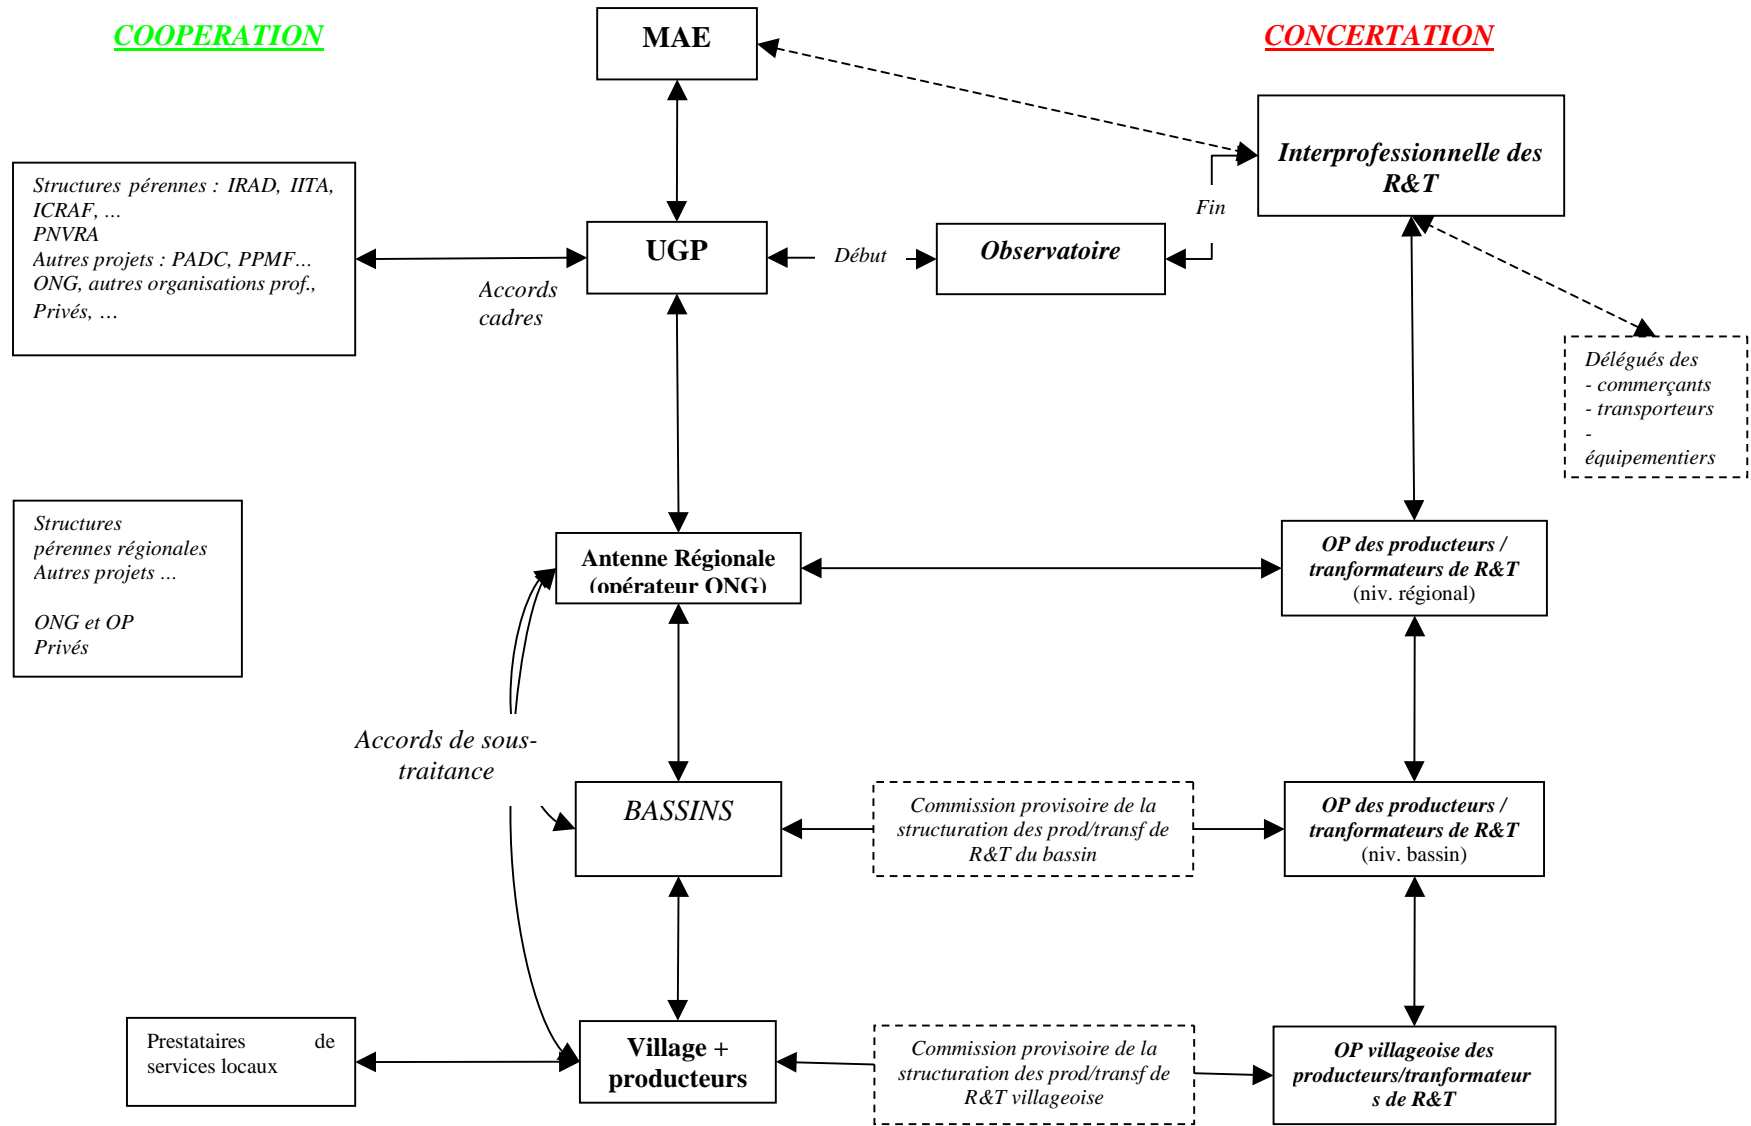 COOPERATION
MAE
CONCERTATION
Interprofessionnelle des
R&T
Structures pérennes : IRAD, IITA,
ICRAF, ...
PNVRA
Autres projets : PADC, PPMF...
ONG, autres organisations prof.,
Privés, ...
UGP
Début
Observatoire
Fin
Accords
cadres
Délégués des
- commerçants
- transporteurs
-
équipementiers
Structures
pérennes régionales
Autres projets ...
ONG et OP
Privés
Antenne Régionale
(opérateur ONG)
OP des producteurs /
tranformateurs de R&T
(niv. régional)
Accords de sous-
traitance
BASSINS
Commission provisoire de la
structuration des prod/transf de
R&T du bassin
OP des producteurs /
tranformateurs de R&T
(niv. bassin)
Prestataires de
services locaux
Village +
producteurs
Commission provisoire de la
structuration des prod/transf de
R&T villageoise
OP villageoise des
producteurs/tranformateur
s de R&T